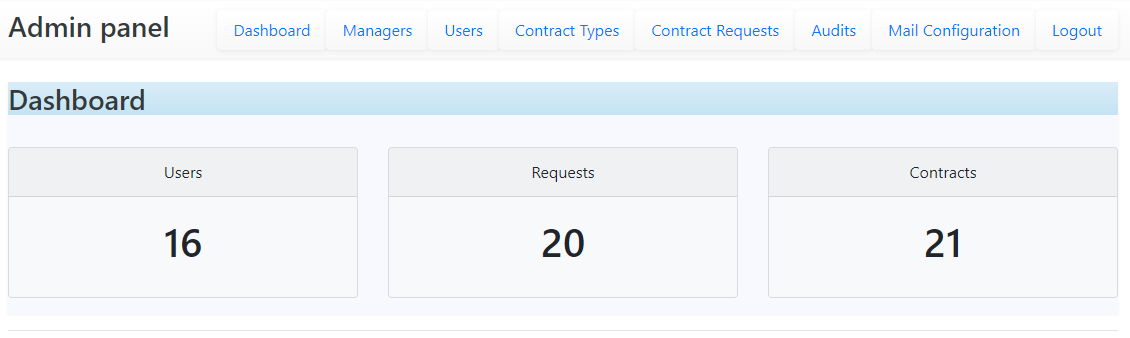 Admin panel Dashboard Managers Users Contract Types Contract Requests Audits Mail Configuration Logout
Dashboard
Users Requests Contracts
16 20 21